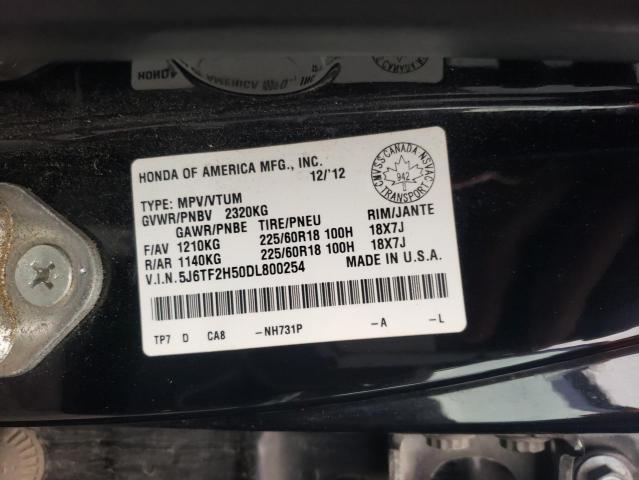 HONDA OF AMERICA MFG., INC.
12/'12
TYPE: MPV/VTUM
GVWR/PNBV 2320KG
GAWR/PNBE TIRE/PNEU RIM/JANTE
F/AV 1210KG 225/60R18 100H 18X7J
R/AR 1140KG 225/60R18 100H 18X7J
V.I.N.5J6TF2H50DL800254 MADE IN U.S.A.
TP7 D CA8 -NH731P -A -L
CNVSS·CANADA·NSVAC
942
TRANSPORT